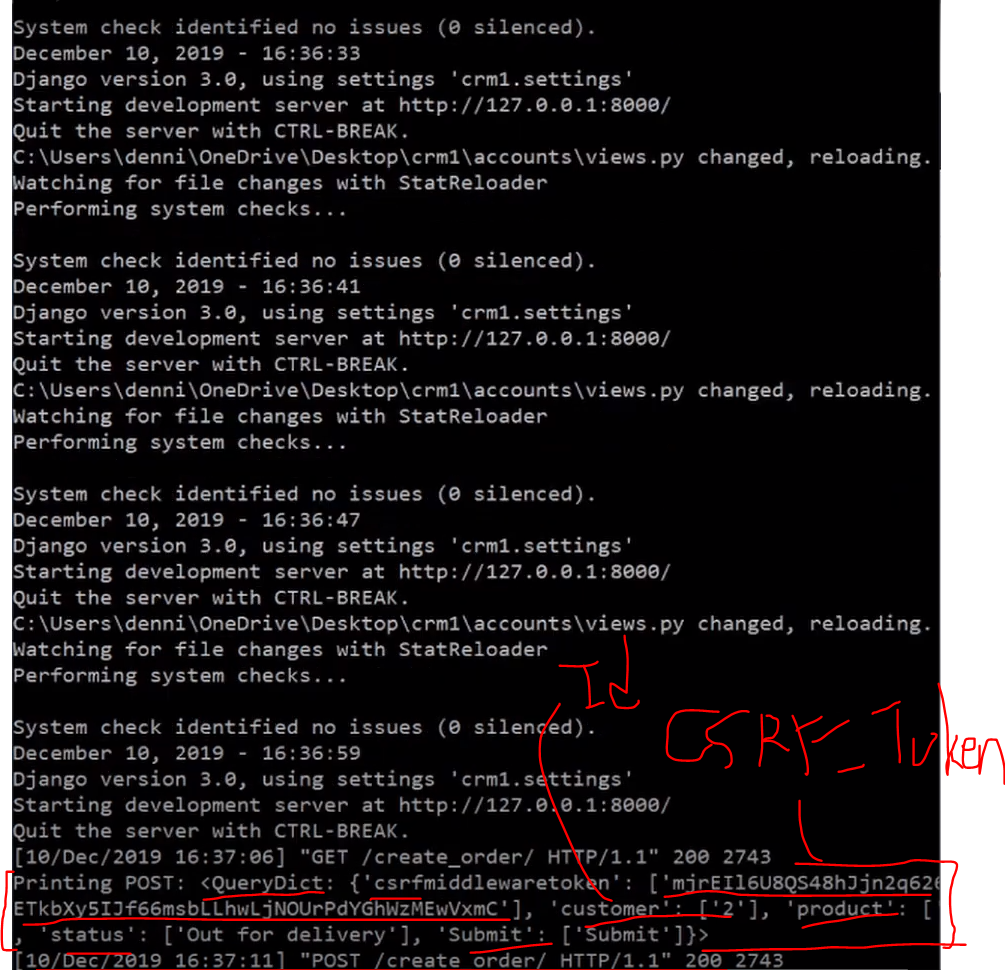 System check identified no issues (0 silenced).
December 10, 2019 - 16:36:33
Django version 3.0, using settings 'crm1.settings'
Starting development server at http://127.0.0.1:8000/
Quit the server with CTRL-BREAK.
C:\Users\denni\OneDrive\Desktop\crm1\accounts\views.py changed, reloading.
Watching for file changes with StatReloader
Performing system checks...
System check identified no issues (0 silenced).
December 10, 2019 - 16:36:41
Django version 3.0, using settings 'crm1.settings'
Starting development server at http://127.0.0.1:8000/
Quit the server with CTRL-BREAK.
C:\Users\denni\OneDrive\Desktop\crm1\accounts\views.py changed, reloading.
Watching for file changes with StatReloader
Performing system checks...
System check identified no issues (0 silenced).
December 10, 2019 - 16:36:47
Django version 3.0, using settings 'crm1.settings'
Starting development server at http://127.0.0.1:8000/
Quit the server with CTRL-BREAK.
C:\Users\denni\OneDrive\Desktop\crm1\accounts\views.py changed, reloading.
Watching for file changes with StatReloader
Performing system checks...
Id
System check identified no issues (0 silenced).
CSRF_Token
December 10, 2019 - 16:36:59
Django version 3.0, using settings 'crm1.settings'
Starting development server at http://127.0.0.1:8000/
Quit the server with CTRL-BREAK.
[10/Dec/2019 16:37:06] "GET /create_order/ HTTP/1.1" 200 2743
Printing POST: <QueryDict: {'csrfmiddlewaretoken': ['mjrEIl6U8QS48hJjn2q626
ETkbXy5IJf66msbLLhwLjNOUrPdYGhWzMEwVxmC'], 'customer': ['2'], 'product': [
, 'status': ['Out for delivery'], 'Submit': ['Submit']}>
[10/Dec/2019 16:37:11] "POST /create_order/ HTTP/1.1" 200 2743